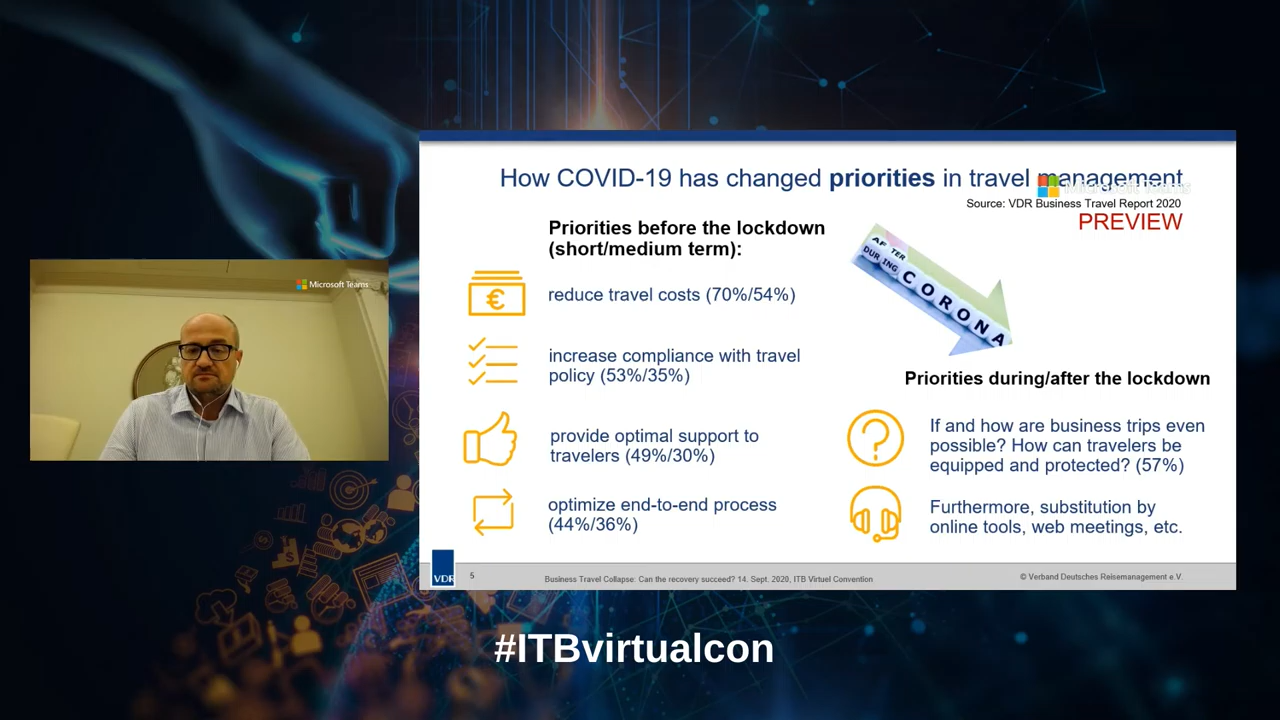 How COVID-19 has changed priorities in travel management
Microsoft Teams
Source: VDR Business Travel Report 2020
PREVIEW
Priorities before the lockdown
(short/medium term):
reduce travel costs (70%/54%)
increase compliance with travel
policy (53%/35%)
provide optimal support to
travelers (49%/30%)
optimize end-to-end process
(44%/36%)
AFTER
DURING
CORONA
Priorities during/after the lockdown
If and how are business trips even
possible? How can travelers be
equipped and protected? (57%)
Furthermore, substitution by
online tools, web meetings, etc.
VDR
5
Business Travel Collapse: Can the recovery succeed? 14. Sept. 2020, ITB Virtuel Convention
© Verband Deutsches Reisemanagement e.V.
Microsoft Teams
#ITBvirtualcon